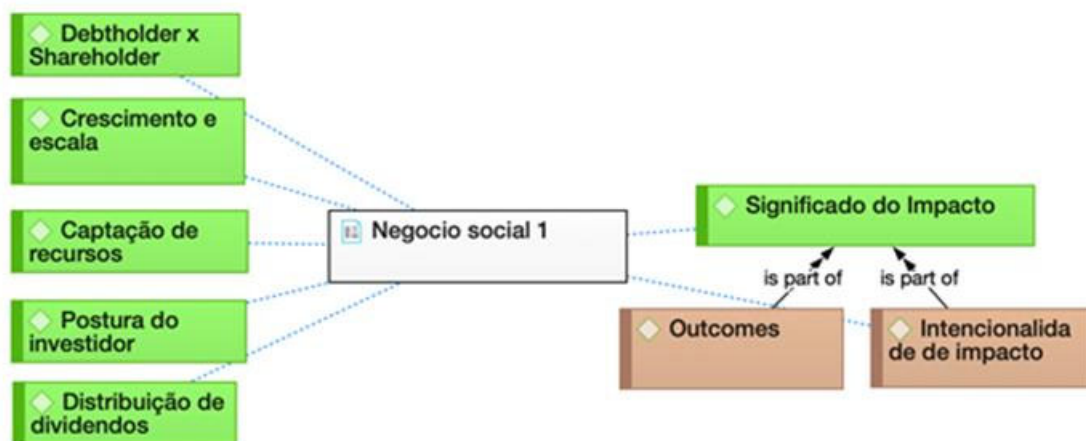 Debtholder x
Shareholder
Crescimento e
escala
Captação de
recursos
Postura do
investidor
Distribuição de
dividendos
Negocio social 1
Significado do Impacto
is part of
is part of
Outcomes
Intencionalida
de de impacto